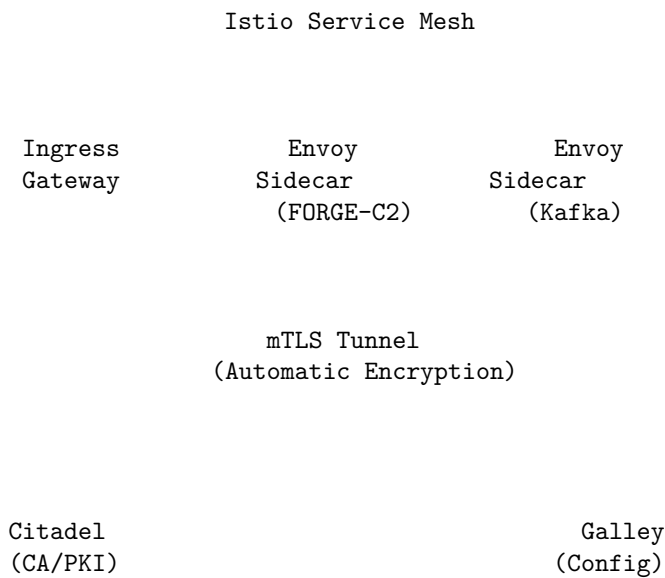 Istio Service Mesh
Ingress Envoy Envoy
Gateway Sidecar Sidecar
(FORGE-C2) (Kafka)
mTLS Tunnel
(Automatic Encryption)
Citadel Galley
(CA/PKI) (Config)